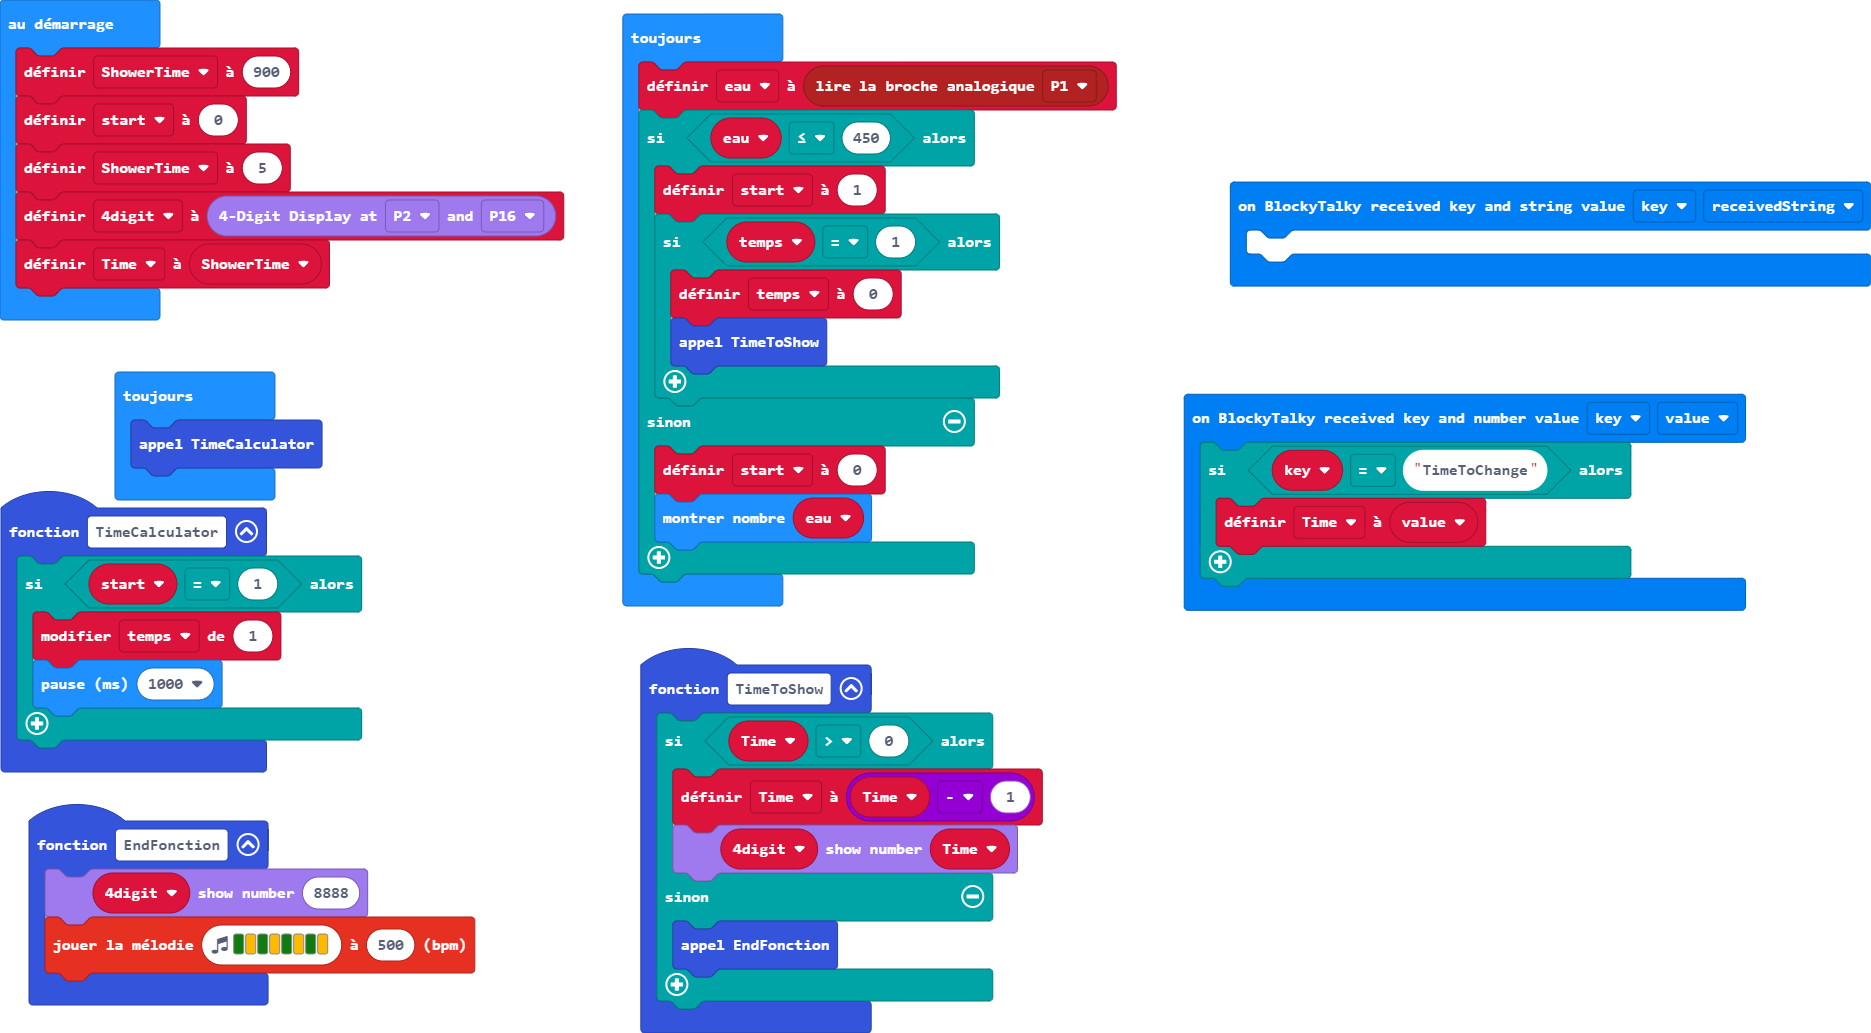 au démarrage
définir ShowerTime à 900
définir start à 0
définir ShowerTime à 5
définir 4digit à 4-Digit Display at P2 and P16
définir Time à ShowerTime
toujours
appel TimeCalculator
fonction TimeCalculator
si start = 1 alors
modifier temps de 1
pause (ms) 1000
fonction EndFonction
4digit show number 8888
jouer la mélodie à 500 (bpm)
toujours
définir eau à lire la broche analogique P1
si eau ≤ 450 alors
définir start à 1
si temps = 1 alors
définir temps à 0
appel TimeToShow
sinon
définir start à 0
montrer nombre eau
fonction TimeToShow
si Time > 0 alors
définir Time à Time - 1
4digit show number Time
sinon
appel EndFonction
on BlockyTalky received key and string value key receivedString
on BlockyTalky received key and number value key value
si key = "TimeToChange" alors
définir Time à value